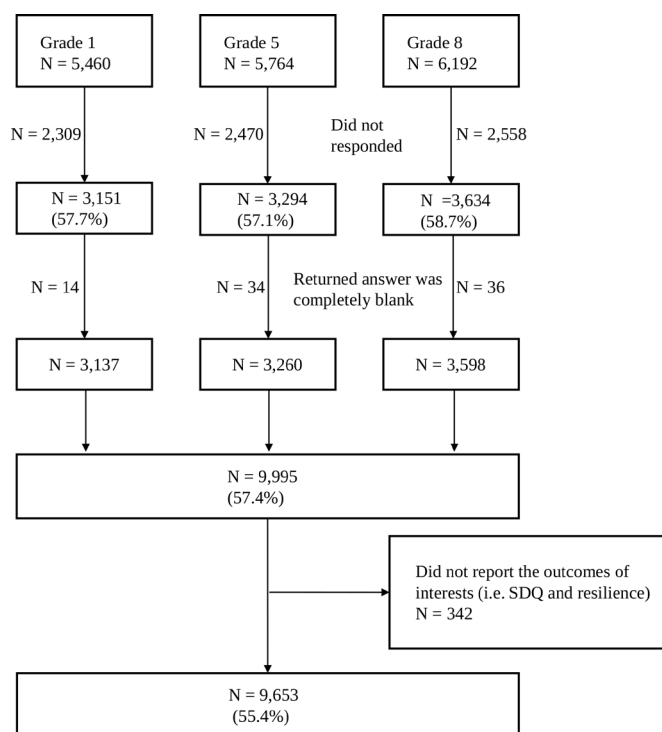 Grade 1
N = 5,460
Grade 5
N = 5,764
Grade 8
N = 6,192
N = 2,309
N = 2,470
Did not
responded
N = 2,558
N = 3,151
(57.7%)
N = 3,294
(57.1%)
N =3,634
(58.7%)
N = 14
N = 34
Returned answer was
completely blank
N = 36
N = 3,137
N = 3,260
N = 3,598
N = 9,995
(57.4%)
Did not report the outcomes of
interests (i.e. SDQ and resilience)
N = 342
N = 9,653
(55.4%)